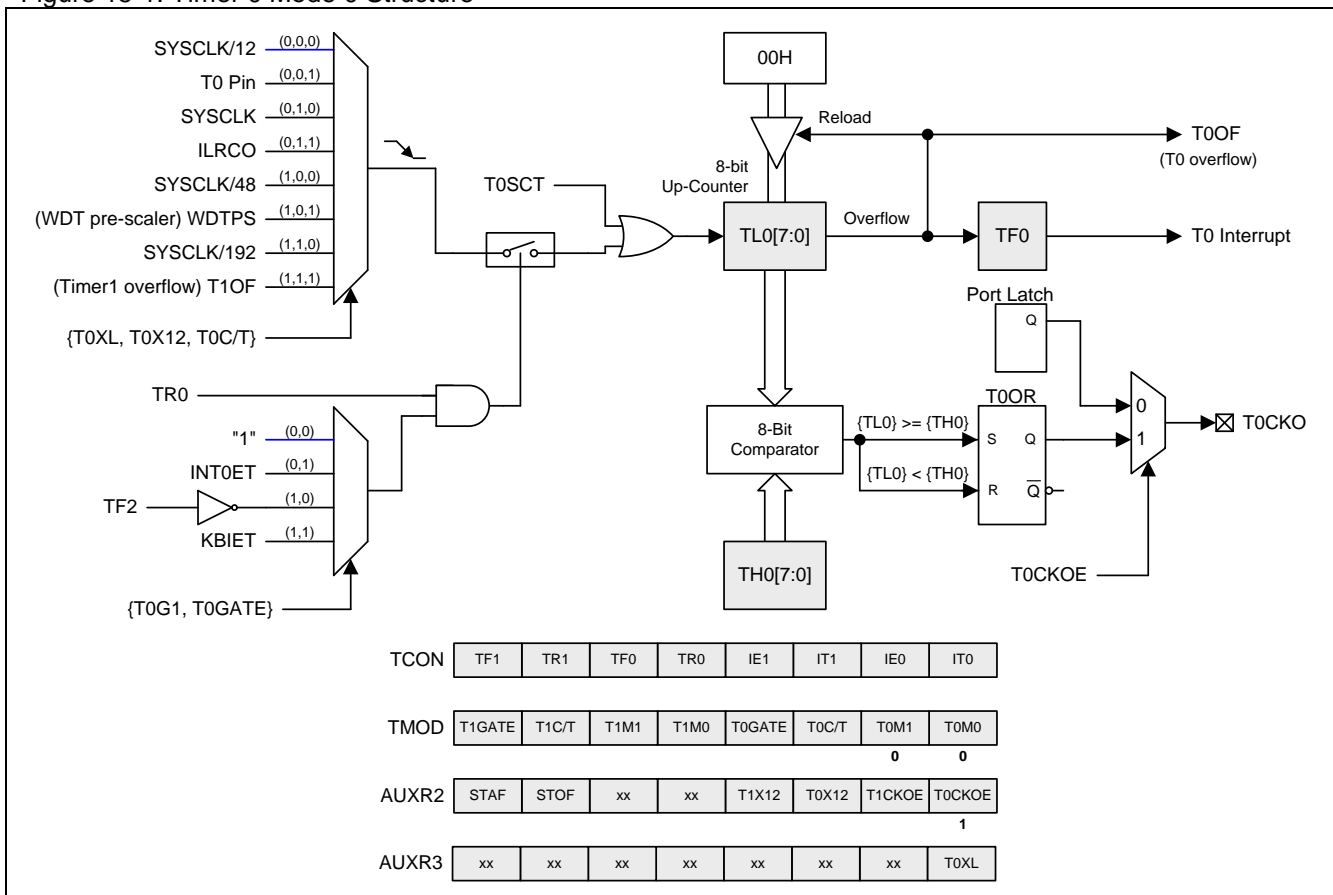 Figure 18-1. Timer 0 Mode 0 Structure
SYSCLK/12 (0,0,0)
T0 Pin (0,0,1)
SYSCLK (0,1,0)
ILRCO (0,1,1)
SYSCLK/48 (1,0,0)
(WDT pre-scaler) WDTPS (1,0,1)
SYSCLK/192 (1,1,0)
(Timer1 overflow) T1OF (1,1,1)
{T0XL, T0X12, T0C/T}
TR0
"1" (0,0)
INT0ET (0,1)
TF2 (1,0)
KBIET (1,1)
{T0G1, T0GATE}
T0SCT
00H
Reload
8-bit
Up-Counter
TL0[7:0]
Overflow
T0OF
(T0 overflow)
TF0
T0 Interrupt
Port Latch
Q
T0OR
8-Bit
Comparator
{TL0} >= {TH0}
S Q
{TL0} < {TH0}
R Q
0
1
T0CKO
TH0[7:0]
T0CKOE
TCON TF1 TR1 TF0 TR0 IE1 IT1 IE0 IT0
TMOD T1GATE T1C/T T1M1 T1M0 T0GATE T0C/T T0M1 T0M0
0 0
AUXR2 STAF STOF xx xx T1X12 T0X12 T1CKOE T0CKOE
1
AUXR3 xx xx xx xx xx xx xx T0XL